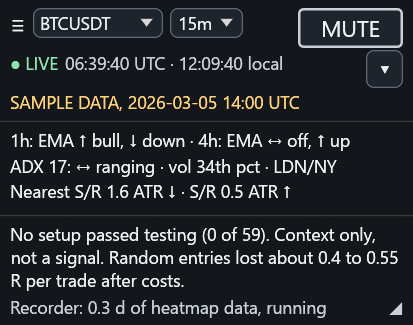 ☰ BTCUSDT ▼ 15m ▼ MUTE
● LIVE 06:39:40 UTC · 12:09:40 local ▼
SAMPLE DATA, 2026-03-05 14:00 UTC
1h: EMA ↑ bull, ↓ down · 4h: EMA ↔ off, ↑ up
ADX 17: ↔ ranging · vol 34th pct · LDN/NY
Nearest S/R 1.6 ATR ↓ · S/R 0.5 ATR ↑
No setup passed testing (0 of 59). Context only,
not a signal. Random entries lost about 0.4 to 0.55
R per trade after costs.
Recorder: 0.3 d of heatmap data, running